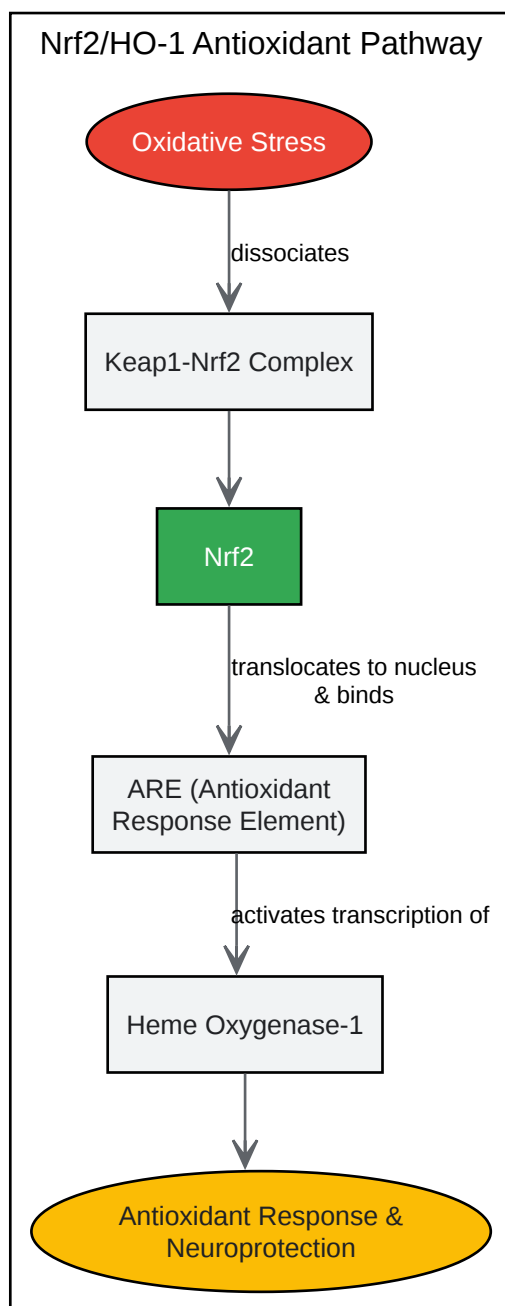 Nrf2/HO-1 Antioxidant Pathway
Oxidative Stress
dissociates
Keap1-Nrf2 Complex
Nrf2
translocates to nucleus
& binds
ARE (Antioxidant
Response Element)
activates transcription of
Heme Oxygenase-1
Antioxidant Response &
Neuroprotection